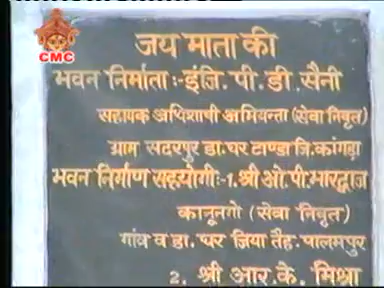 CMC
जय माता की
भवन निर्माता:-इंजि. पी. डी. सैनी
सहायक अधिशाषी अभियन्ता (सेवा निवृत)
ग्राम सदरपुर डा. घर टाण्डा जि. कांगड़ा
भवन निर्माण सहयोगी:-1. श्री ओ. पी. भारद्वाज
कानूनगो (सेवा निवृत)
गांव व डा. घर जिया तैह. पालमपुर
2. श्री आर. के. मिश्रा